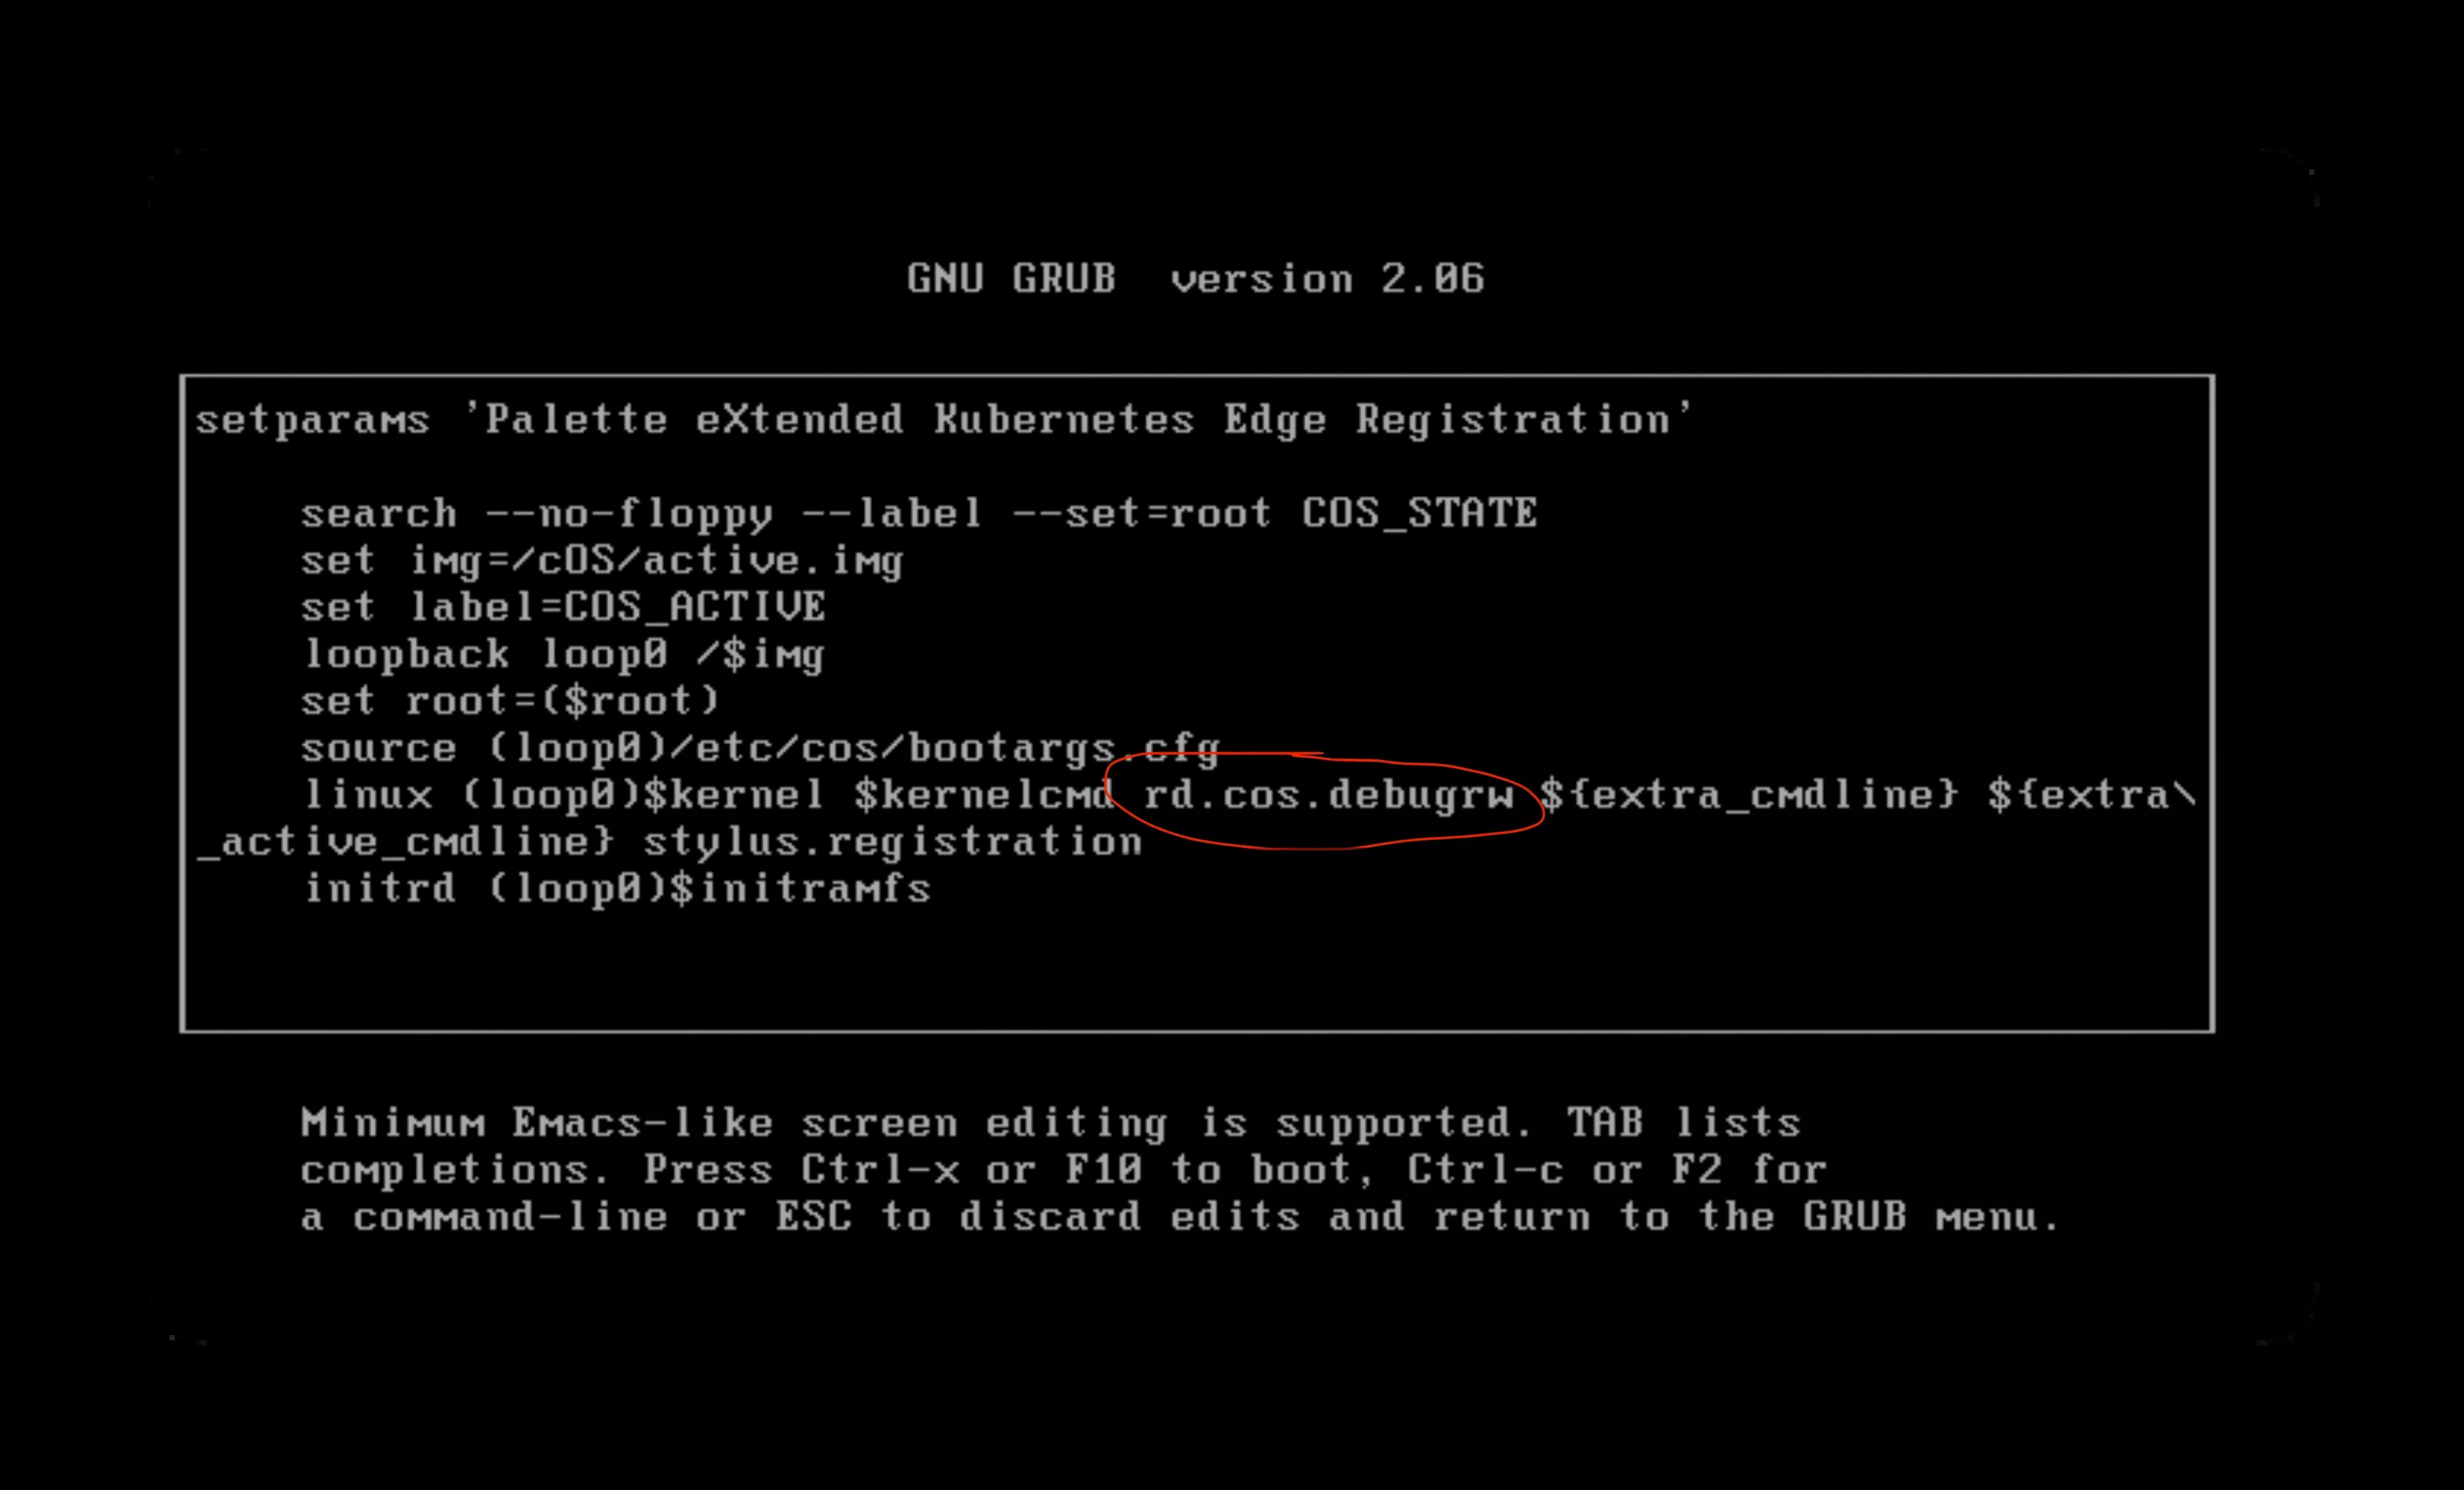 GNU GRUB  version 2.06
setparams 'Palette eXtended Kubernetes Edge Registration'
search --no-floppy --label --set=root COS_STATE
set img=/cOS/active.img
set label=COS_ACTIVE
loopback loop0 /$img
set root=($root)
source (loop0)/etc/cos/bootargs.cfg
linux (loop0)$kernel $kernelcmd rd.cos.debugrw ${extra_cmdline} ${extra\
_active_cmdline} stylus.registration
initrd (loop0)$initramfs
Minimum Emacs-like screen editing is supported. TAB lists
completions. Press Ctrl-x or F10 to boot, Ctrl-c or F2 for
a command-line or ESC to discard edits and return to the GRUB menu.